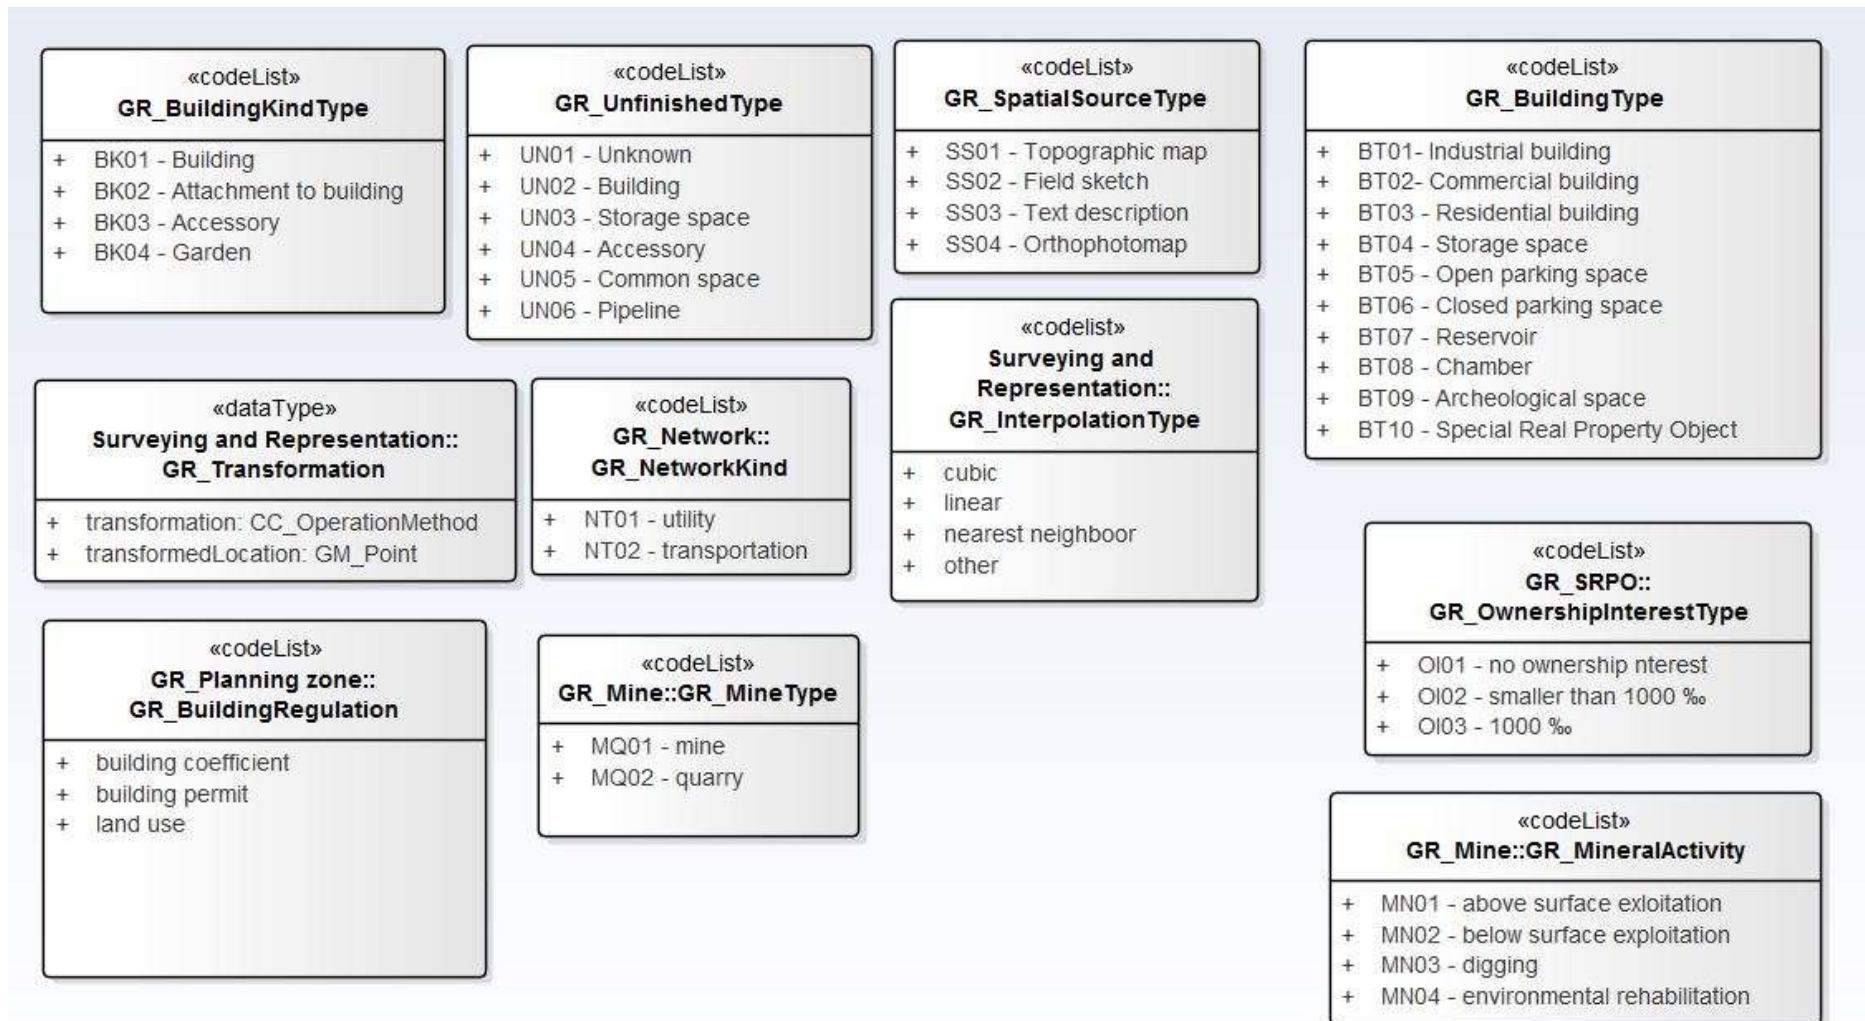 «codeList»
GR_BuildingKindType
+ BK01 - Building
+ BK02 - Attachment to building
+ BK03 - Accessory
+ BK04 - Garden
«codeList»
GR_UnfinishedType
+ UN01 - Unknown
+ UN02 - Building
+ UN03 - Storage space
+ UN04 - Accessory
+ UN05 - Common space
+ UN06 - Pipeline
«codeList»
GR_SpatialSourceType
+ SS01 - Topographic map
+ SS02 - Field sketch
+ SS03 - Text description
+ SS04 - Orthophotomap
«codeList»
GR_BuildingType
+ BT01- Industrial building
+ BT02- Commercial building
+ BT03 - Residential building
+ BT04 - Storage space
+ BT05 - Open parking space
+ BT06 - Closed parking space
+ BT07 - Reservoir
+ BT08 - Chamber
+ BT09 - Archeological space
+ BT10 - Special Real Property Object
«dataType»
Surveying and Representation::
GR_Transformation
+ transformation: CC_OperationMethod
+ transformedLocation: GM_Point
«codeList»
GR_Network::
GR_NetworkKind
+ NT01 - utility
+ NT02 - transportation
«codelist»
Surveying and
Representation::
GR_InterpolationType
+ cubic
+ linear
+ nearest neighboor
+ other
«codeList»
GR_SRPO::
GR_OwnershipInterestType
+ OI01 - no ownership nterest
+ OI02 - smaller than 1000 ‰
+ OI03 - 1000 ‰
«codeList»
GR_Planning zone::
GR_BuildingRegulation
+ building coefficient
+ building permit
+ land use
«codeList»
GR_Mine::GR_MineType
+ MQ01 - mine
+ MQ02 - quarry
«codeList»
GR_Mine::GR_MineralActivity
+ MN01 - above surface exloitation
+ MN02 - below surface exploitation
+ MN03 - digging
+ MN04 - environmental rehabilitation